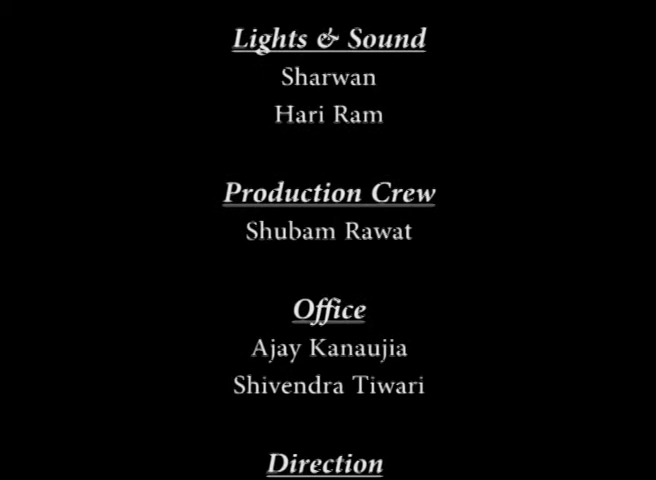 Lights & Sound
Sharwan
Hari Ram
Production Crew
Shubam Rawat
Office
Ajay Kanaujia
Shivendra Tiwari
Direction